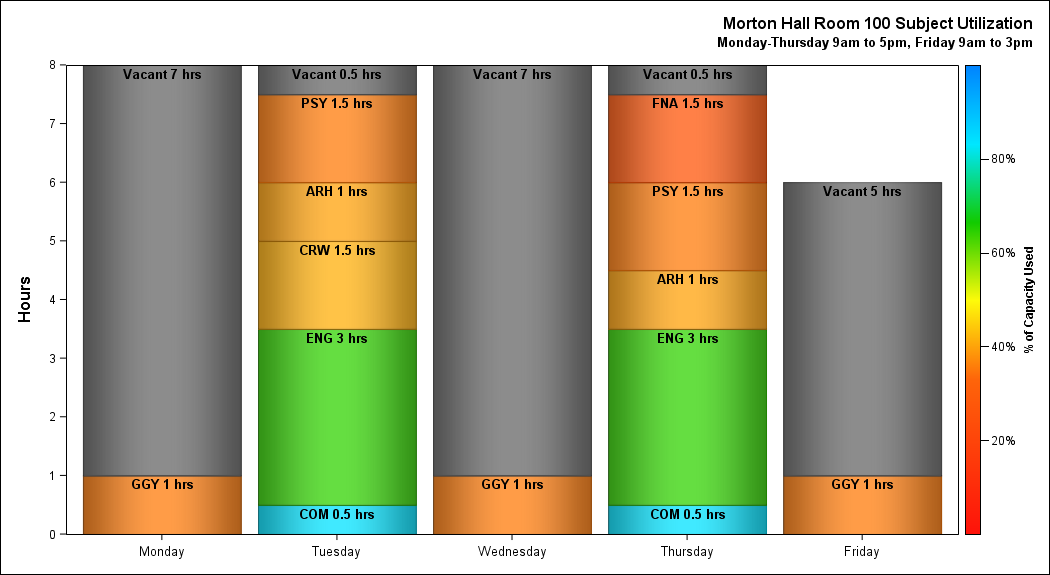 Morton Hall Room 100 Subject Utilization
Monday-Thursday 9am to 5pm, Friday 9am to 3pm
Hours
8
7
6
5
4
3
2
1
0
Vacant 7 hrs
GGY 1 hrs
Vacant 0.5 hrs
PSY 1.5 hrs
ARH 1 hrs
CRW 1.5 hrs
ENG 3 hrs
COM 0.5 hrs
Vacant 7 hrs
GGY 1 hrs
Vacant 0.5 hrs
FNA 1.5 hrs
PSY 1.5 hrs
ARH 1 hrs
ENG 3 hrs
COM 0.5 hrs
Vacant 5 hrs
GGY 1 hrs
Monday
Tuesday
Wednesday
Thursday
Friday
80%
60%
40%
20%
% of Capacity Used